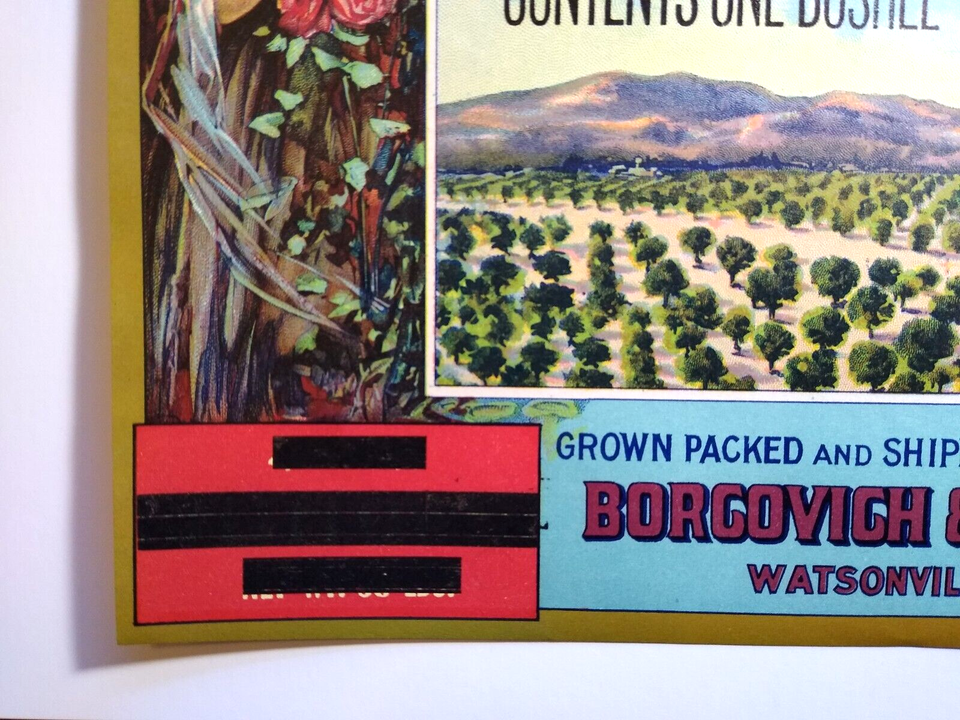 CONTENTS ONE BUSHEL
GROWN PACKED AND SHIP
BORGOVICH &
WATSONVIL